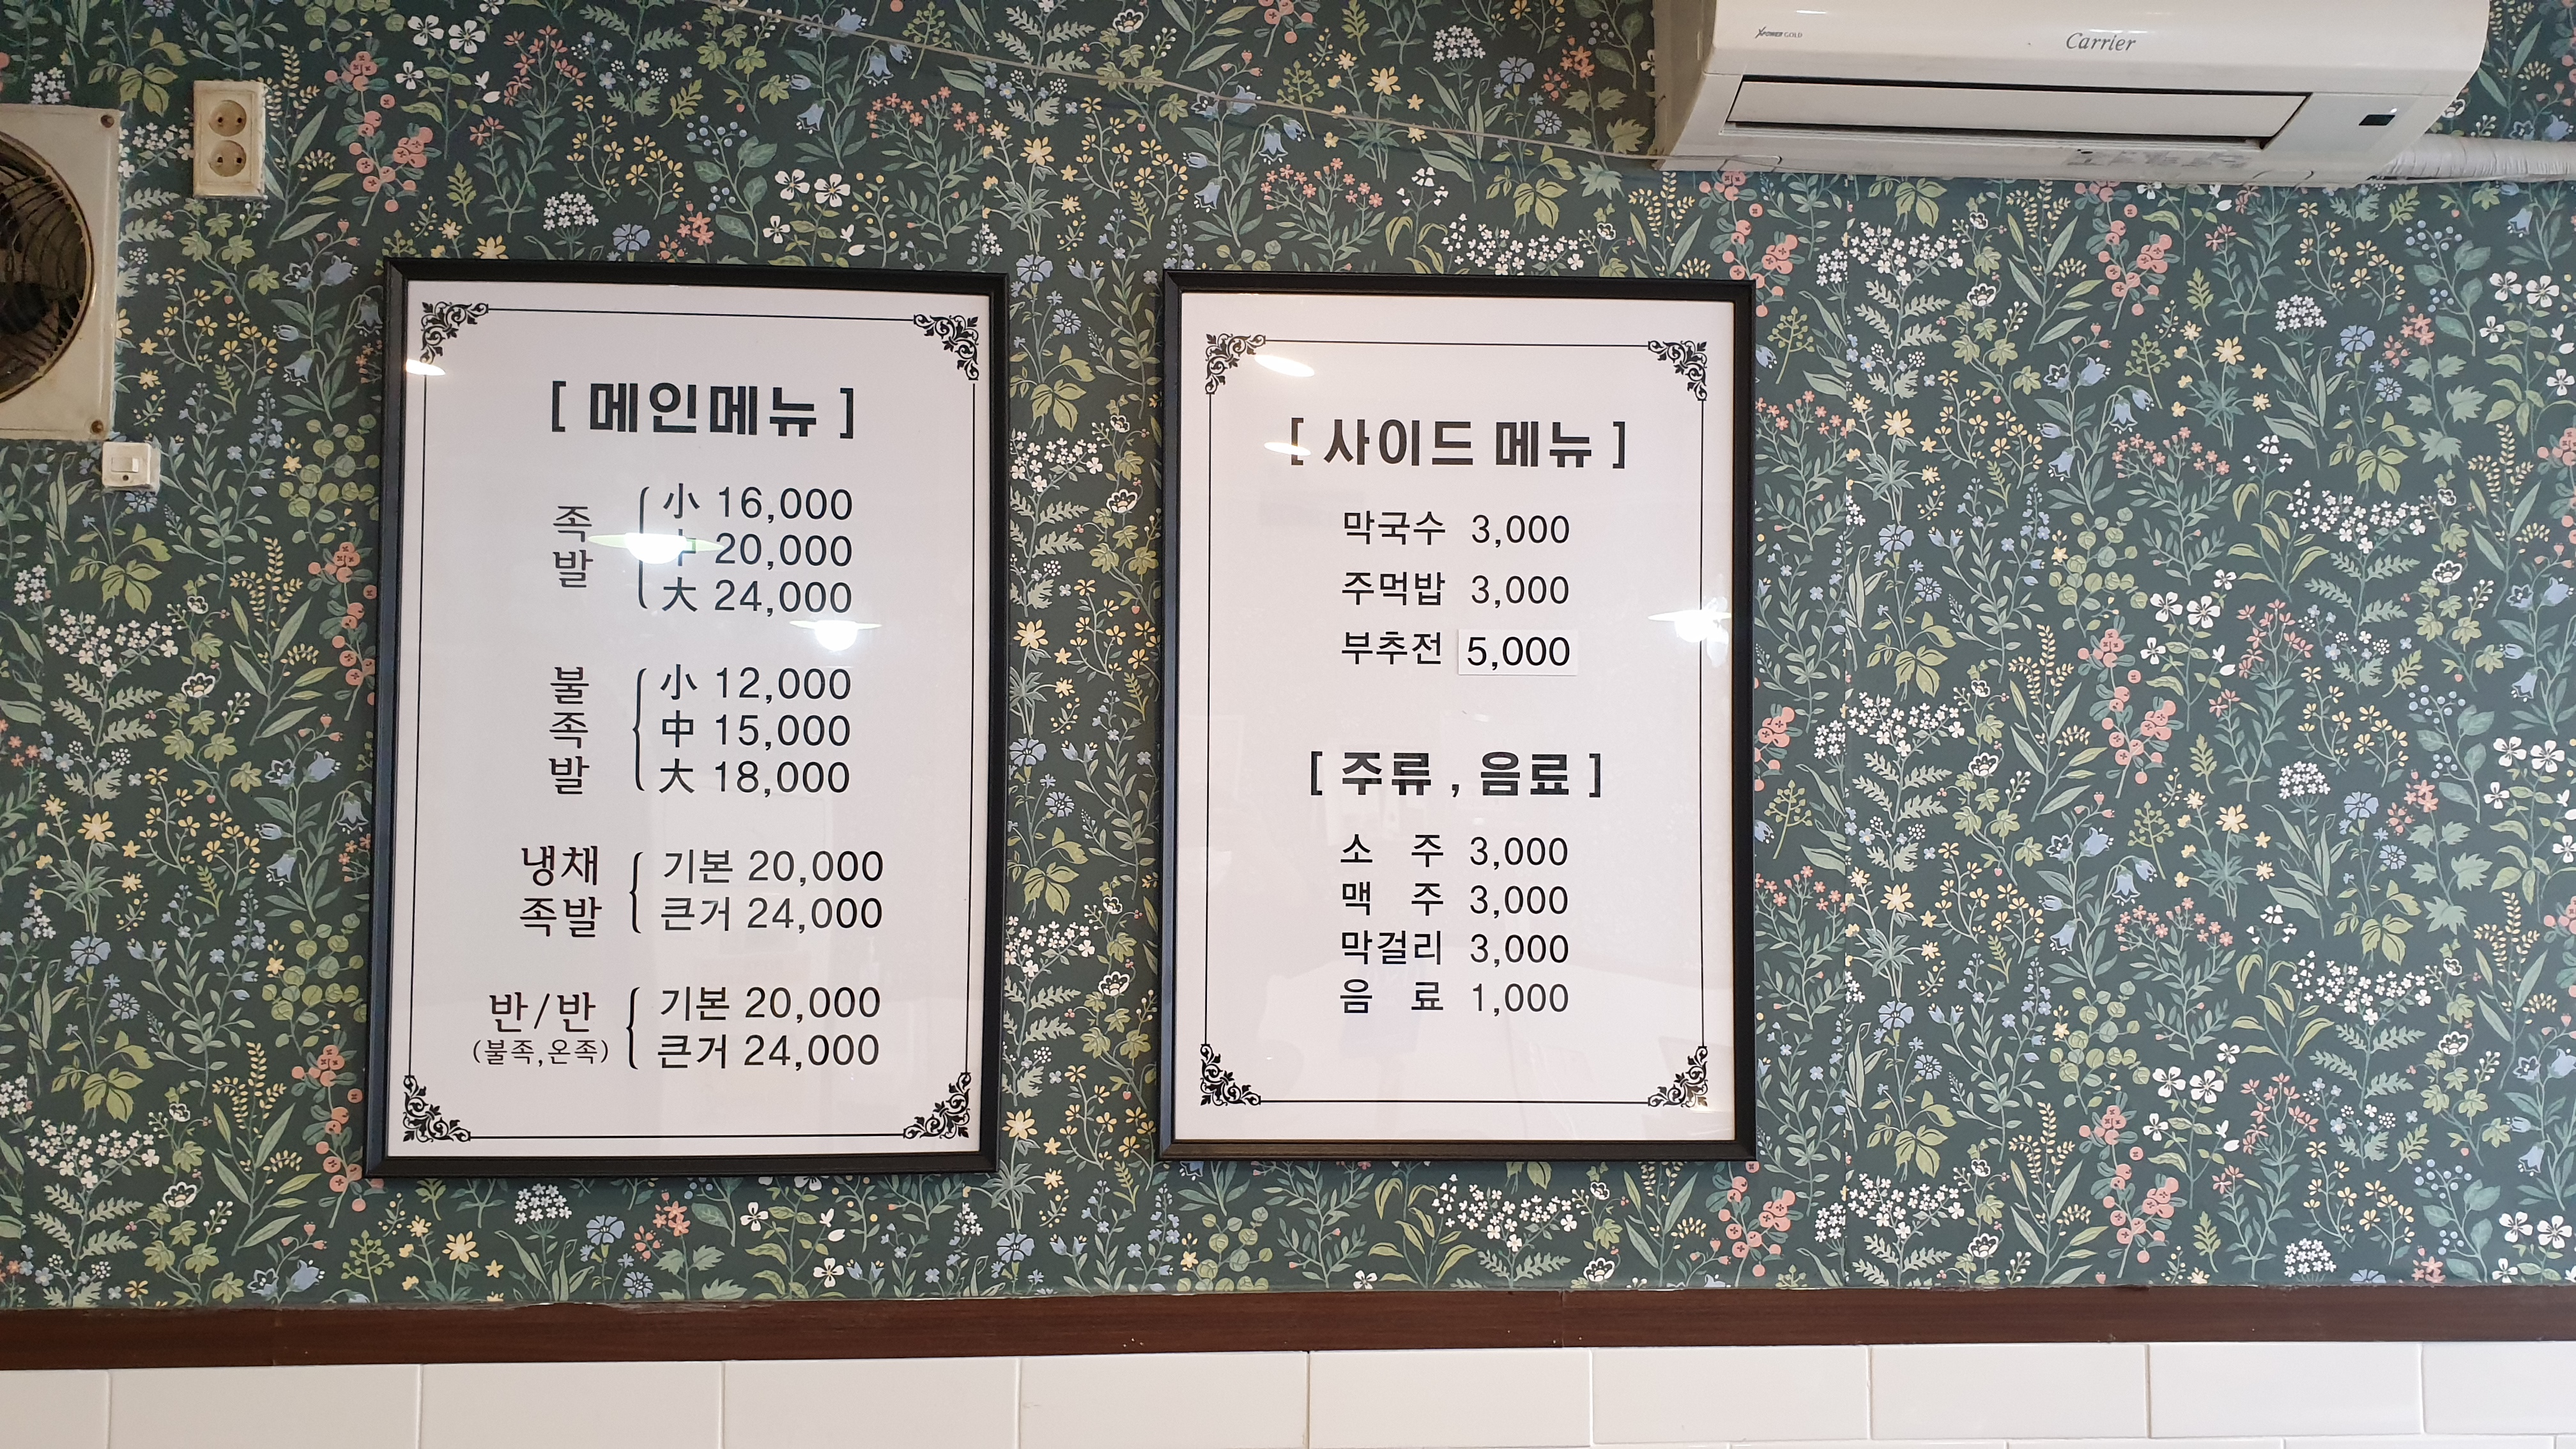 [ 메인메뉴 ]
족발
小 16,000
中 20,000
大 24,000
불족발
小 12,000
中 15,000
大 18,000
냉채
족발
기본 20,000
큰거 24,000
반/반
(불족,온족)
기본 20,000
큰거 24,000
[ 사이드 메뉴 ]
막국수 3,000
주먹밥 3,000
부추전 5,000
[ 주류 , 음료 ]
소 주 3,000
맥 주 3,000
막걸리 3,000
음 료 1,000
XPOWER GOLD
Carrier